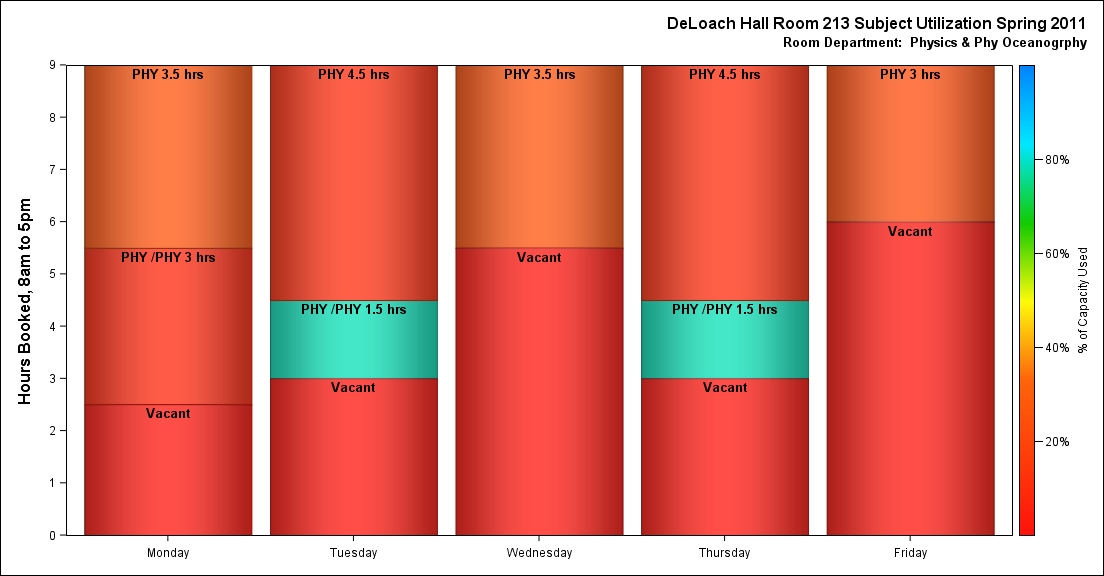 DeLoach Hall Room 213 Subject Utilization Spring 2011
Room Department:  Physics & Phy Oceanogrphy
Hours Booked, 8am to 5pm
9
8
7
6
5
4
3
2
1
0
PHY 3.5 hrs
PHY /PHY 3 hrs
Vacant
PHY 4.5 hrs
PHY /PHY 1.5 hrs
Vacant
PHY 3.5 hrs
Vacant
PHY 4.5 hrs
PHY /PHY 1.5 hrs
Vacant
PHY 3 hrs
Vacant
Monday
Tuesday
Wednesday
Thursday
Friday
80%
60%
40%
20%
% of Capacity Used